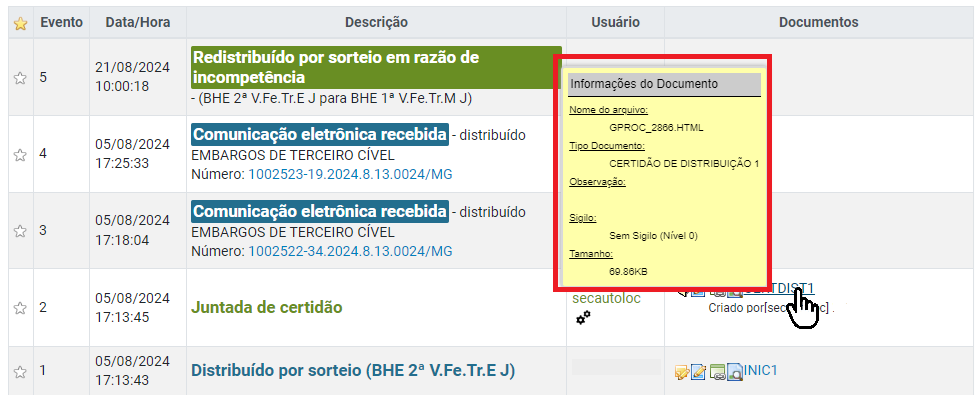 Evento Data/Hora Descrição Usuário Documentos
5 21/08/2024 10:00:18
Redistribuído por sorteio em razão de
incompetência
- (BHE 2ª V.Fe.Tr.E J para BHE 1ª V.Fe.Tr.M J)
4 05/08/2024 17:25:33
Comunicação eletrônica recebida - distribuído
EMBARGOS DE TERCEIRO CÍVEL
Número: 1002523-19.2024.8.13.0024/MG
3 05/08/2024 17:18:04
Comunicação eletrônica recebida - distribuído
EMBARGOS DE TERCEIRO CÍVEL
Número: 1002522-34.2024.8.13.0024/MG
Informações do Documento
Nome do arquivo:
GPROC_2866.HTML
Tipo Documento:
CERTIDÃO DE DISTRIBUIÇÃO 1
Observação:
Sigilo:
Sem Sigilo (Nível 0)
Tamanho:
69.86KB
2 05/08/2024 17:13:45
Juntada de certidão
secautoloc
Criado por
1 05/08/2024 17:13:43
Distribuído por sorteio (BHE 2ª V.Fe.Tr.E J)
INIC1